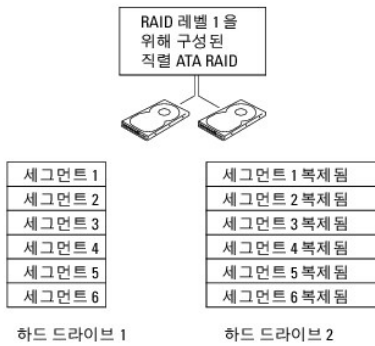 RAID 레벨 1 을
위해 구성된
직렬 ATA RAID
세그먼트 1
세그먼트 2
세그먼트 3
세그먼트 4
세그먼트 5
세그먼트 6
하드 드라이브 1
세그먼트 1 복제됨
세그먼트 2 복제됨
세그먼트 3 복제됨
세그먼트 4 복제됨
세그먼트 5 복제됨
세그먼트 6 복제됨
하드 드라이브 2